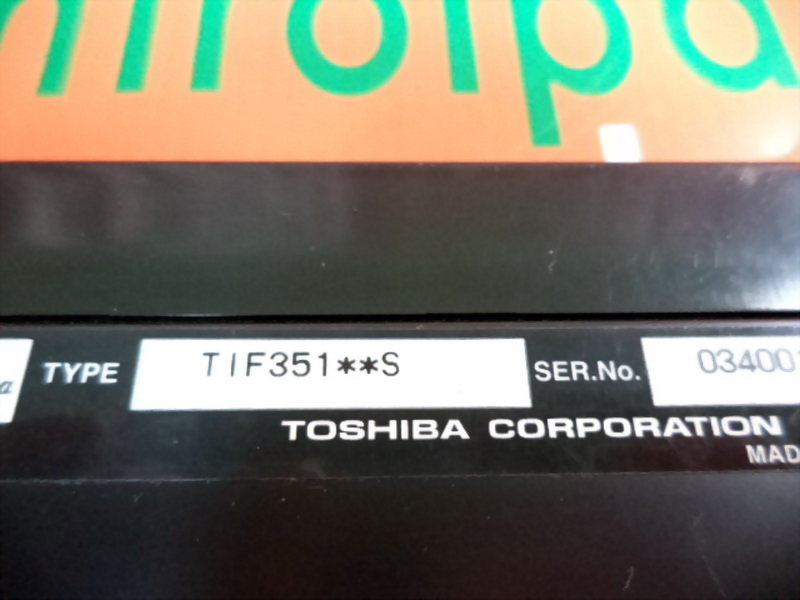 TYPE TIF351**S SER.No. 03400
TOSHIBA CORPORATION